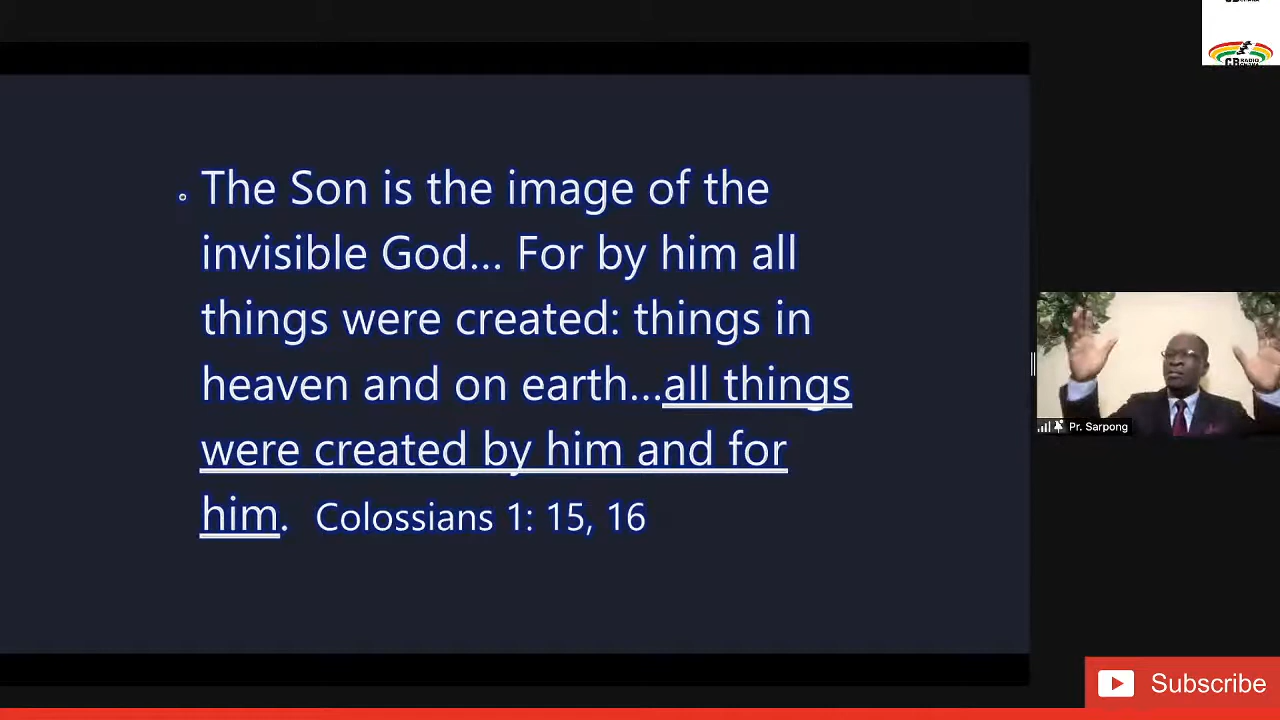 The Son is the image of the
invisible God... For by him all
things were created: things in
heaven and on earth...all things
were created by him and for
him. Colossians 1: 15, 16
Pr. Sarpong
CB RADIO
Subscribe